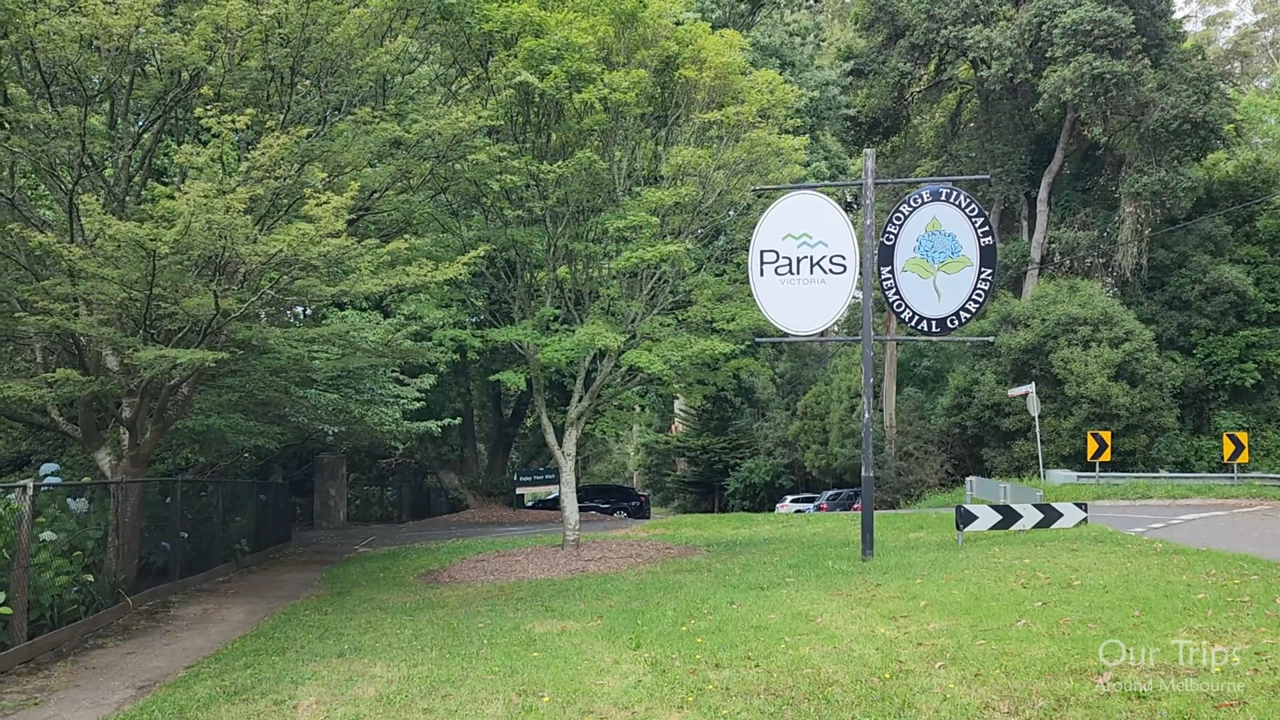 Parks
VICTORIA
GEORGE TINDALE
MEMORIAL GARDEN
Enjoy Your Visit
Our Trips
Around Melbourne